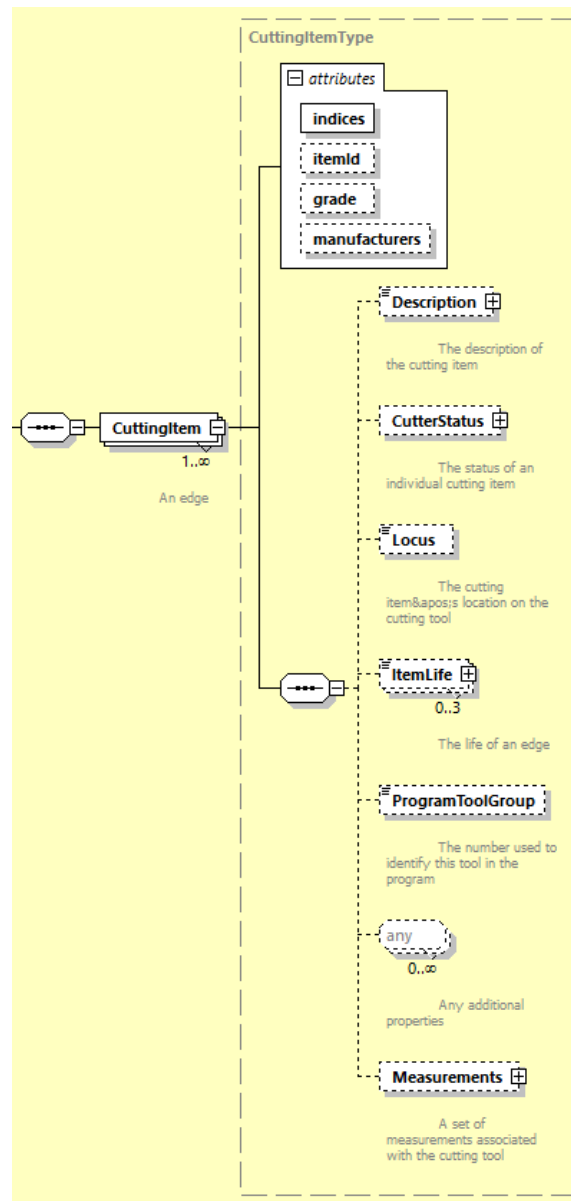 CuttingItemType
attributes
indices
itemId
grade
manufacturers
Description
The description of
the cutting item
CutterStatus
The status of an
individual cutting item
CuttingItem
1..∞
An edge
Locus
The cutting
item&apos;s location on the
cutting tool
ItemLife
0..3
The life of an edge
ProgramToolGroup
The number used to
identify this tool in the
program
any
0..∞
Any additional
properties
Measurements
A set of
measurements associated
with the cutting tool